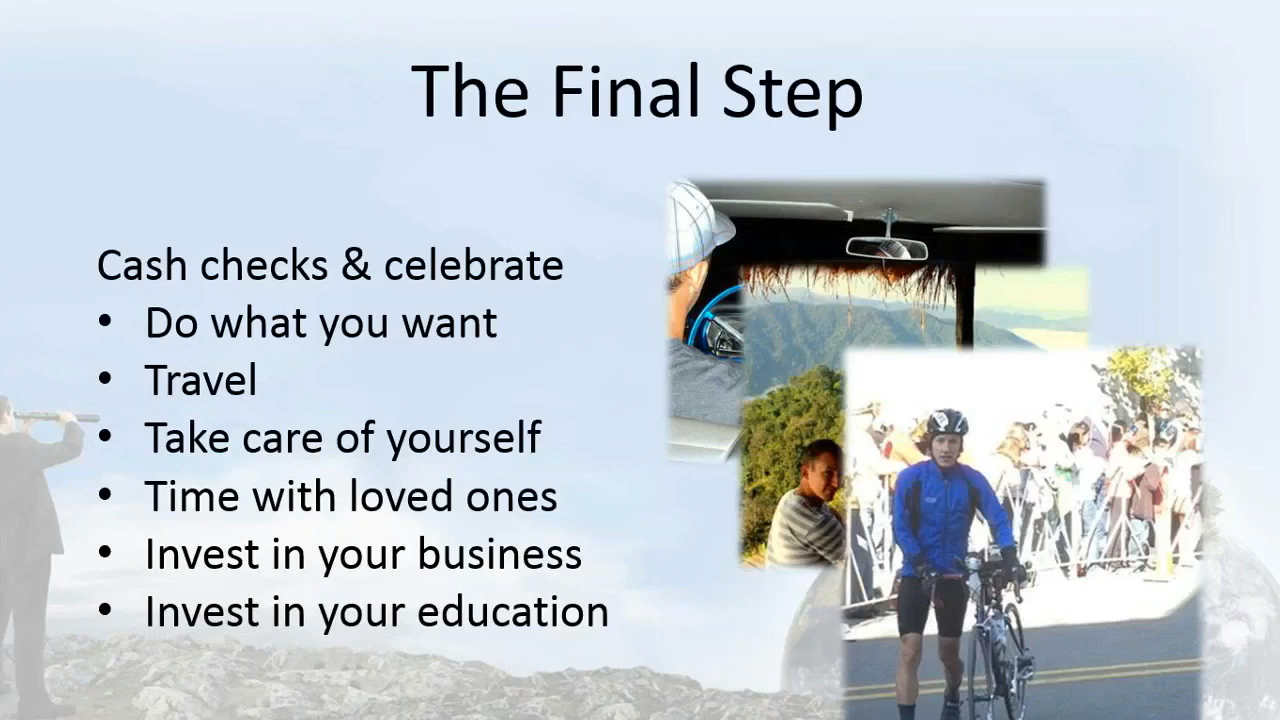 The Final Step
Cash checks & celebrate
• Do what you want
• Travel
• Take care of yourself
• Time with loved ones
• Invest in your business
• Invest in your education